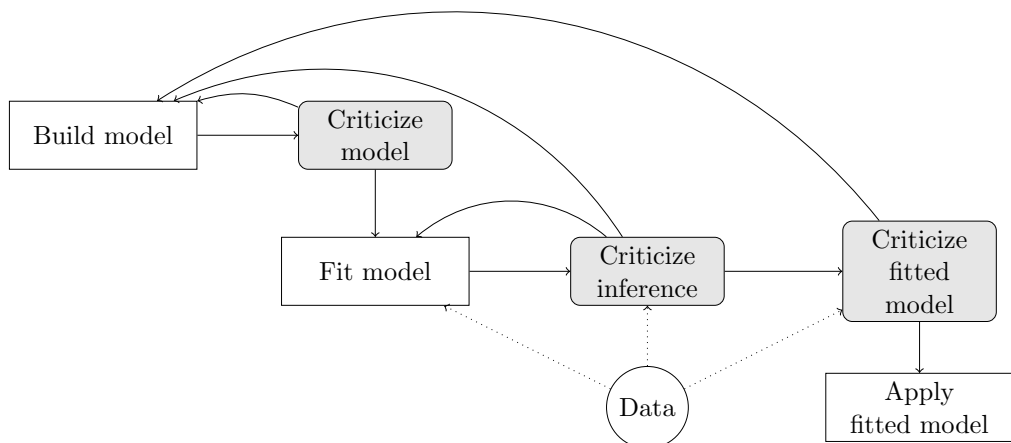 Build model
Criticize
model
Fit model
Criticize
inference
Criticize
fitted
model
Data
Apply
fitted model